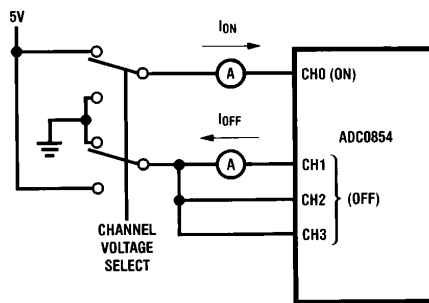 5V
ION
A
CH0 (ON)
ADC0854
IOFF
A
CH1
CH2
(OFF)
CH3
CHANNEL
VOLTAGE
SELECT